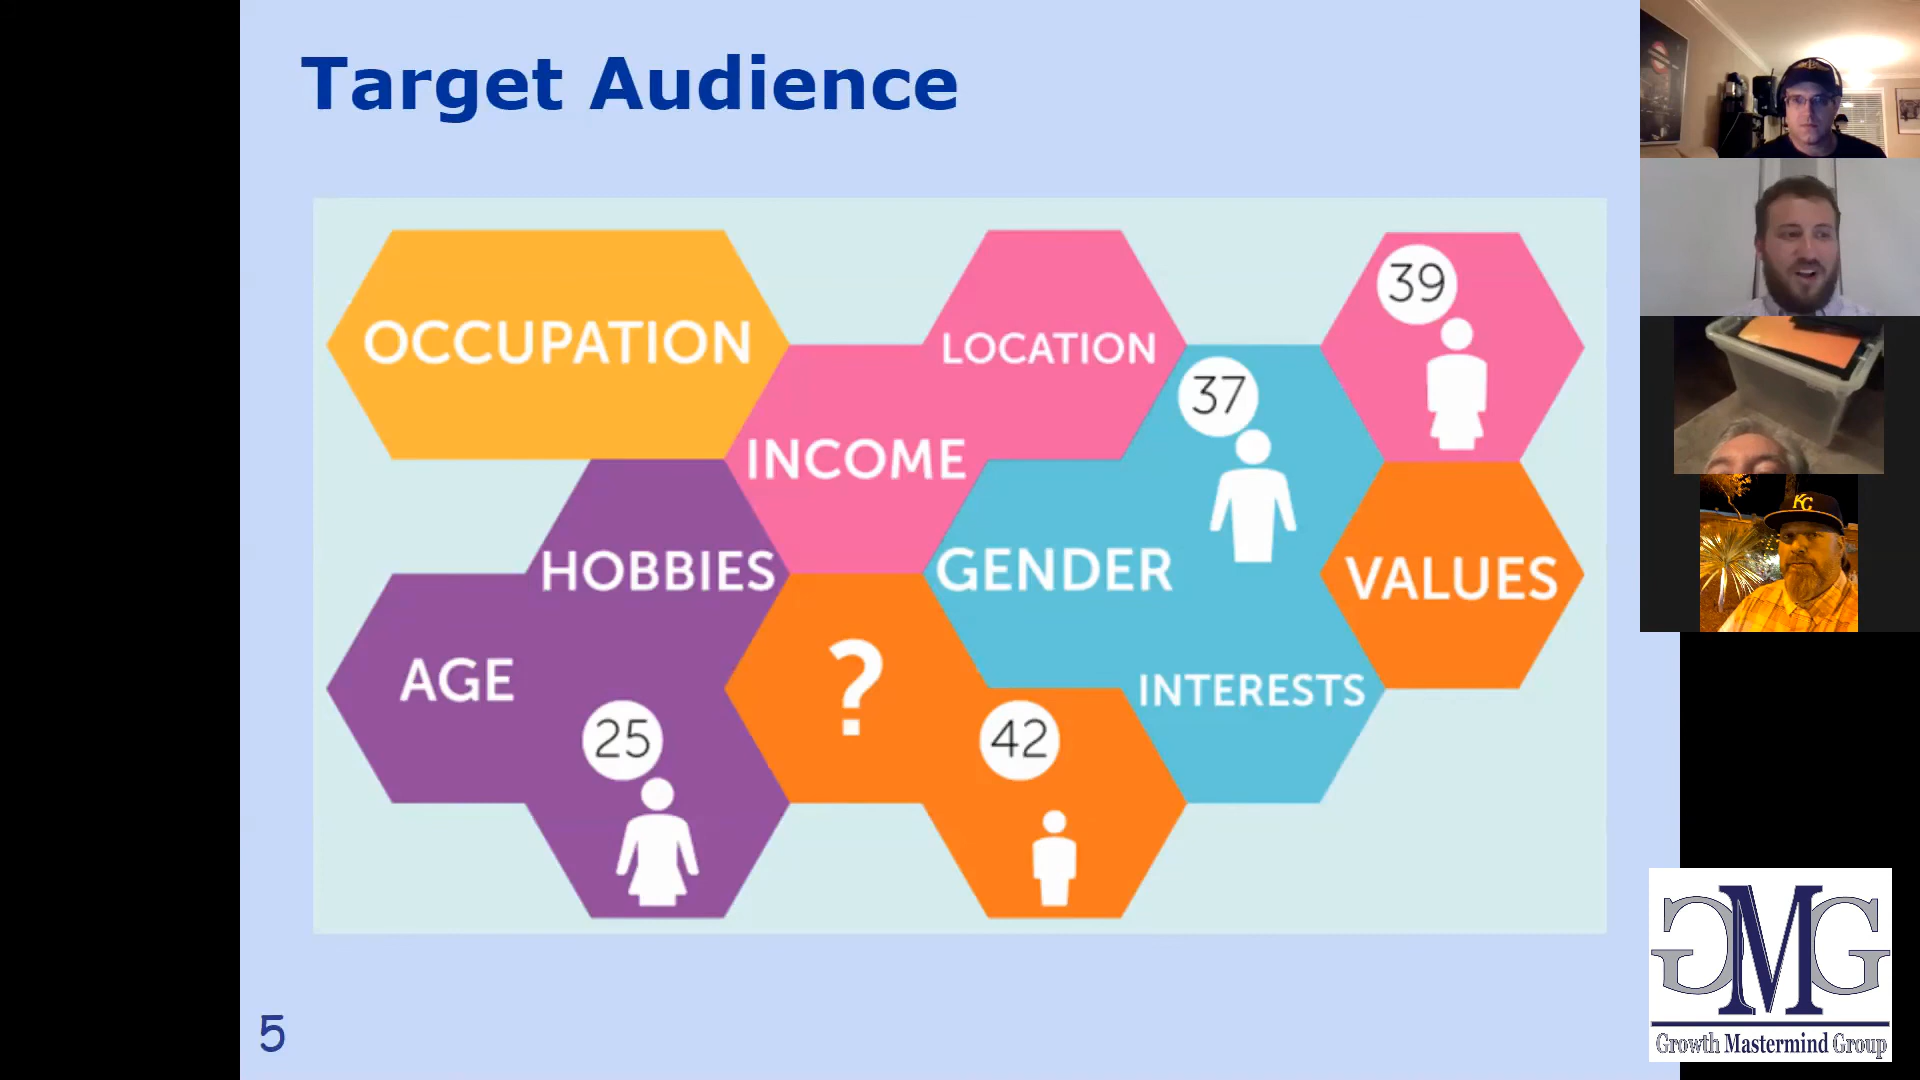 Target Audience
OCCUPATION
LOCATION
39
37
INCOME
HOBBIES
GENDER
VALUES
AGE
?
INTERESTS
25
42
5
KC
GMG
Growth Mastermind Group